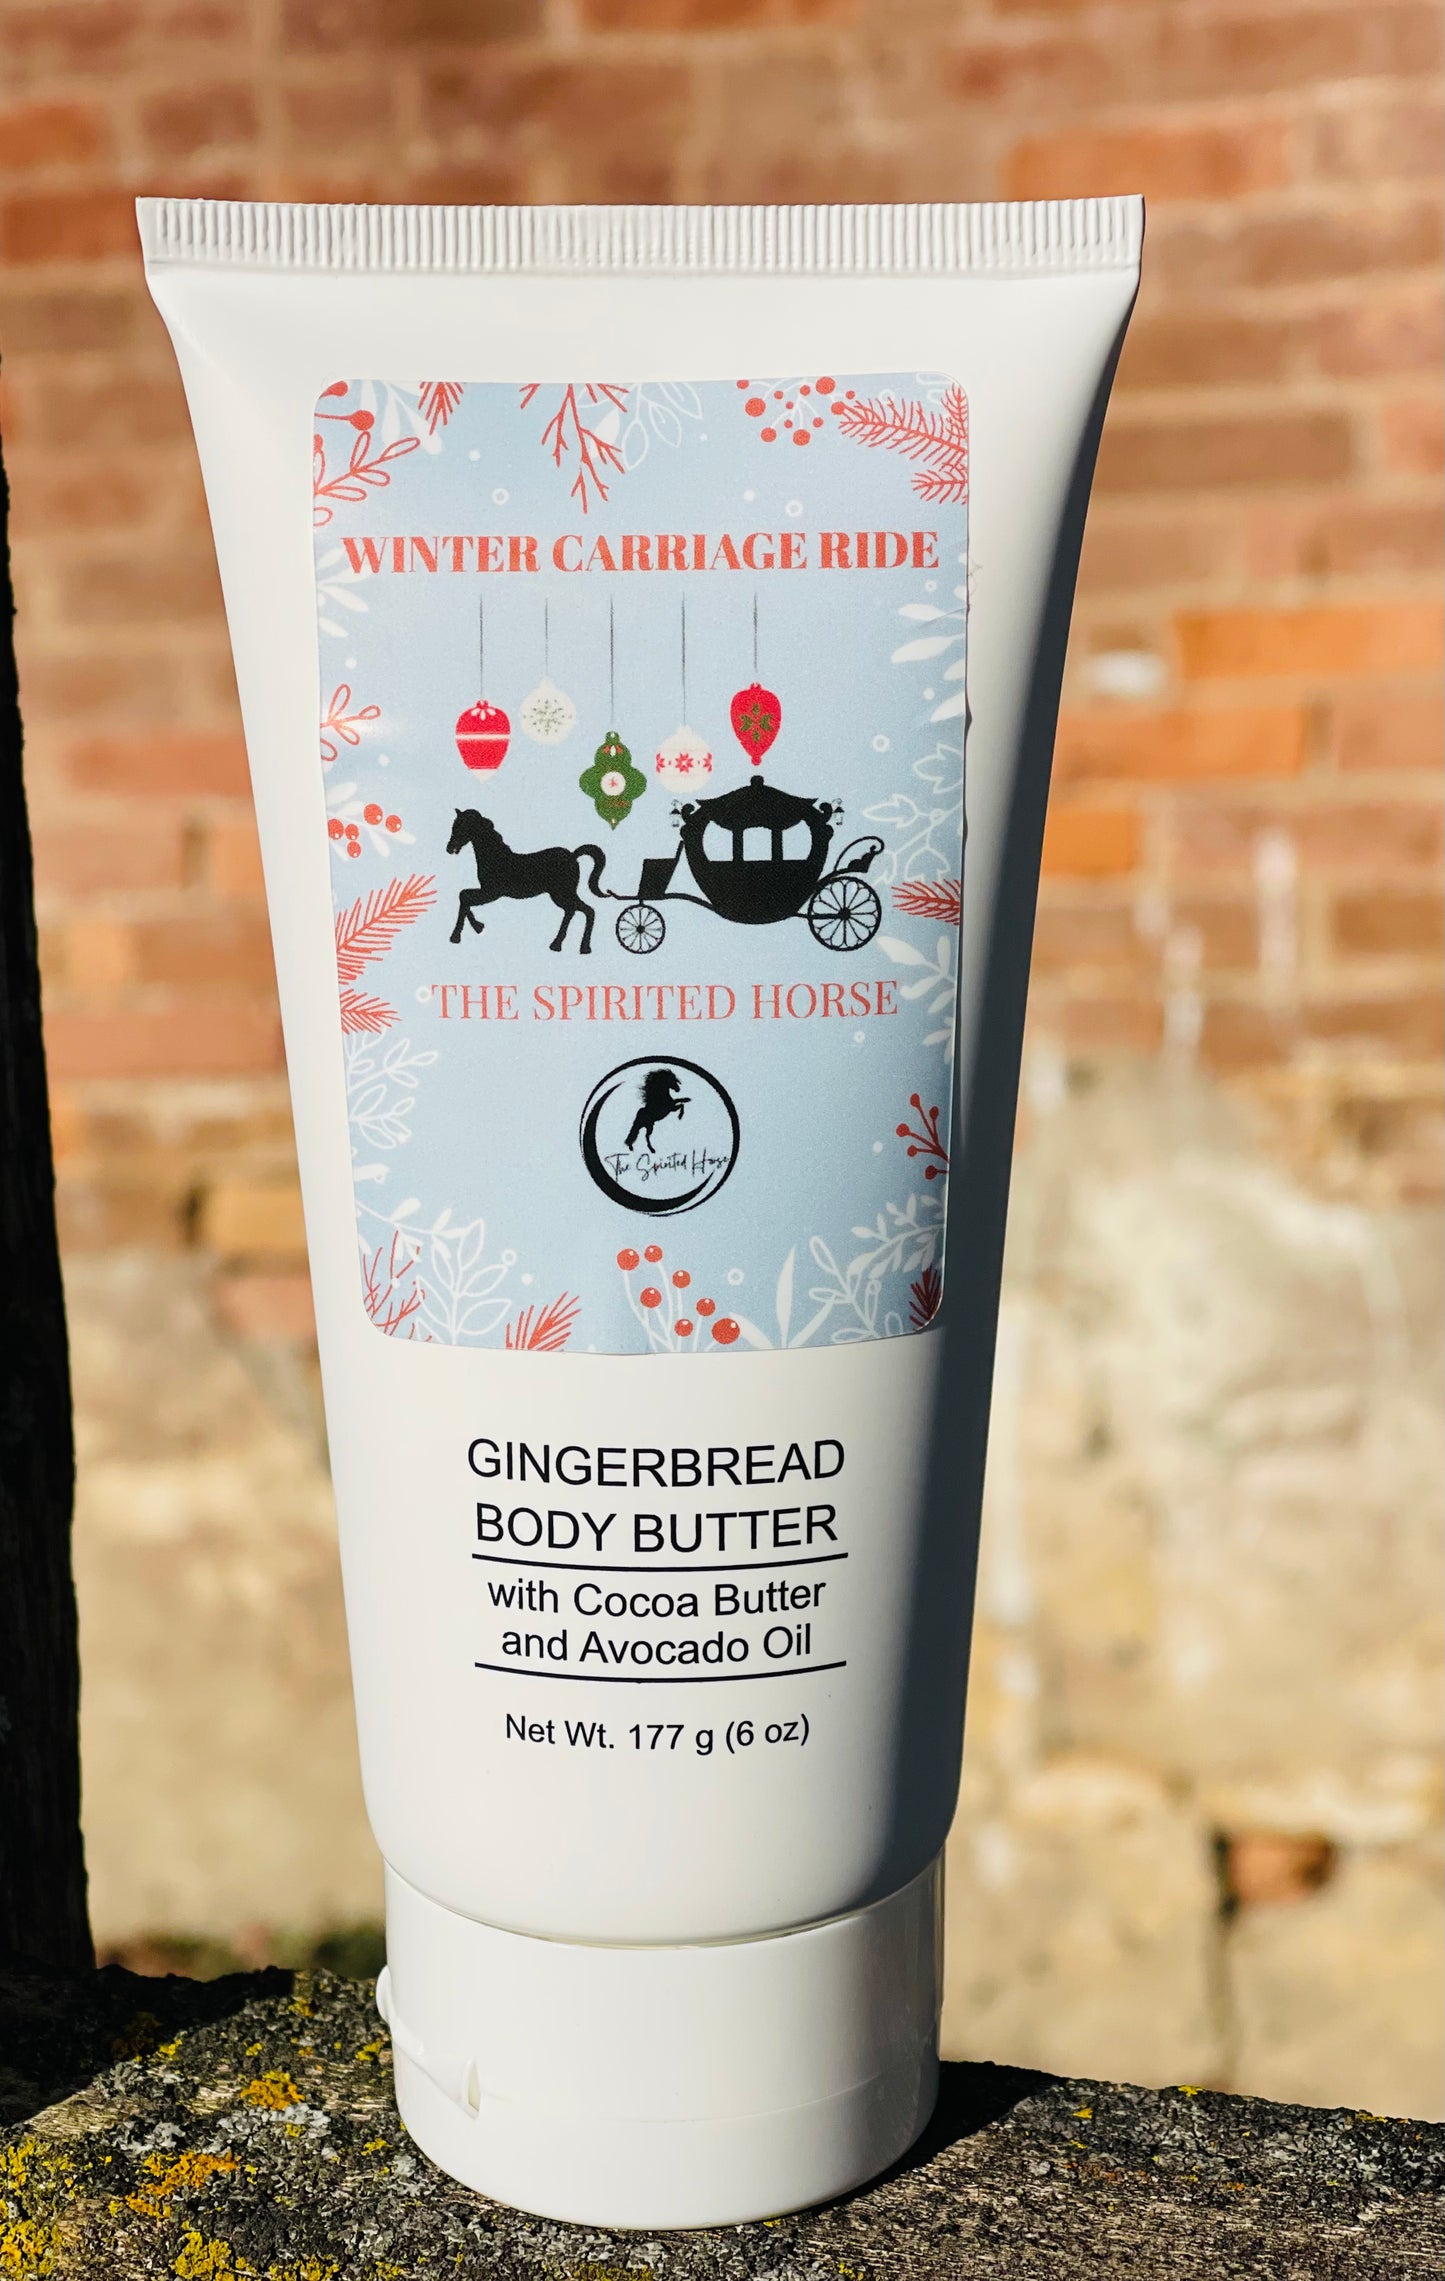 WINTER CARRIAGE RIDE
THE SPIRITED HORSE
The Spirited Horse
GINGERBREAD
BODY BUTTER
with Cocoa Butter
and Avocado Oil
Net Wt. 177 g (6 oz)